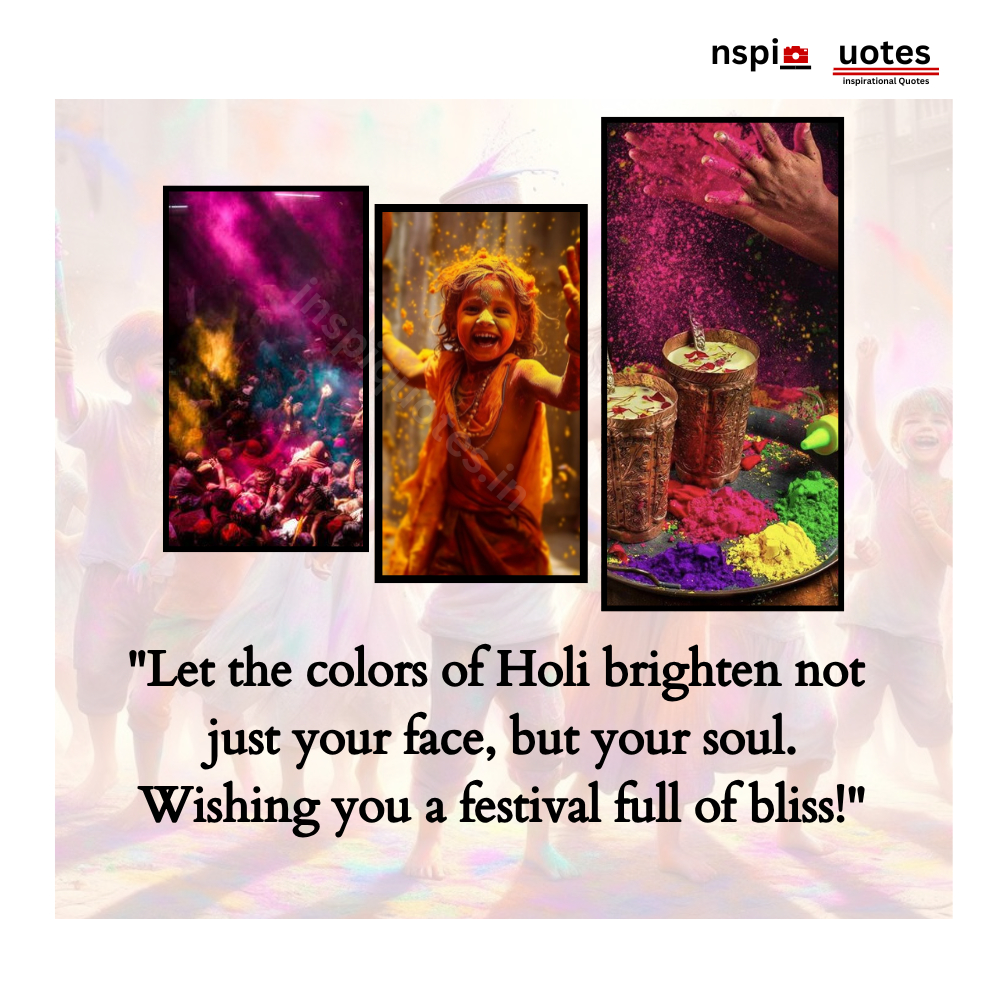 nspi uotes
inspirational Quotes
"Let the colors of Holi brighten not
just your face, but your soul.
Wishing you a festival full of bliss!"